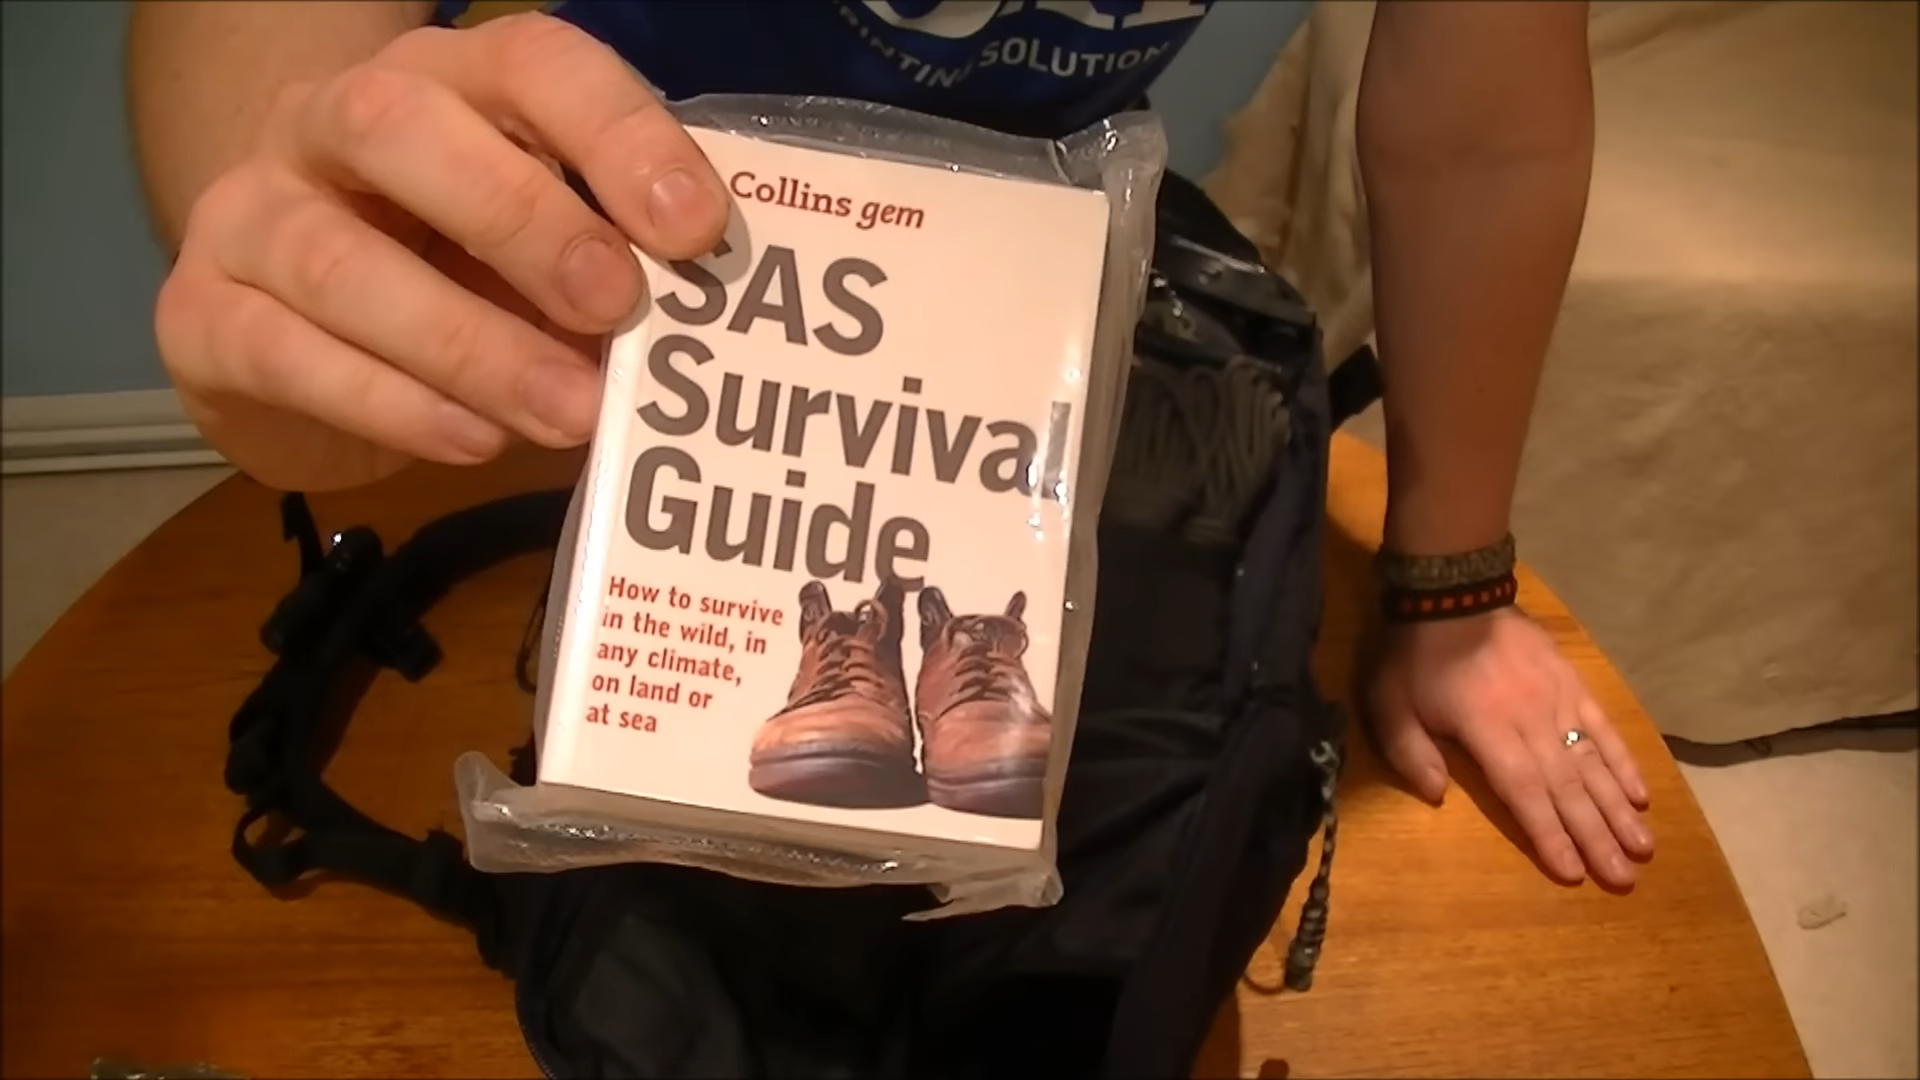 SOLUTION
Collins gem
SAS
Survival
Guide
How to survive
in the wild, in
any climate,
on land or
at sea